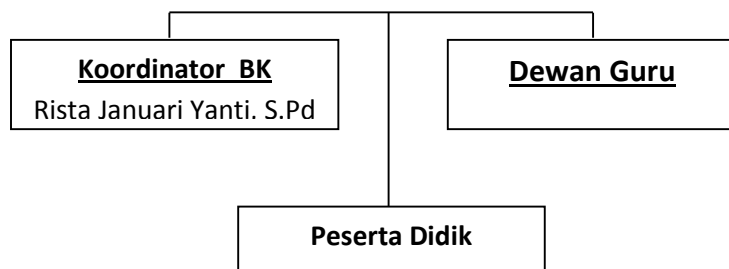 Koordinator BK
Rista Januari Yanti. S.Pd
Dewan Guru
Peserta Didik